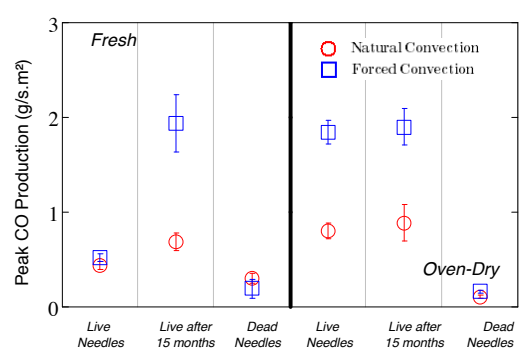 3
2
1
0
Peak CO Production (g/s.m²)
Fresh
Natural Convection
Forced Convection
Oven-Dry
Live
Needles
Live after
15 months
Dead
Needles
Live
Needles
Live after
15 months
Dead
Needles